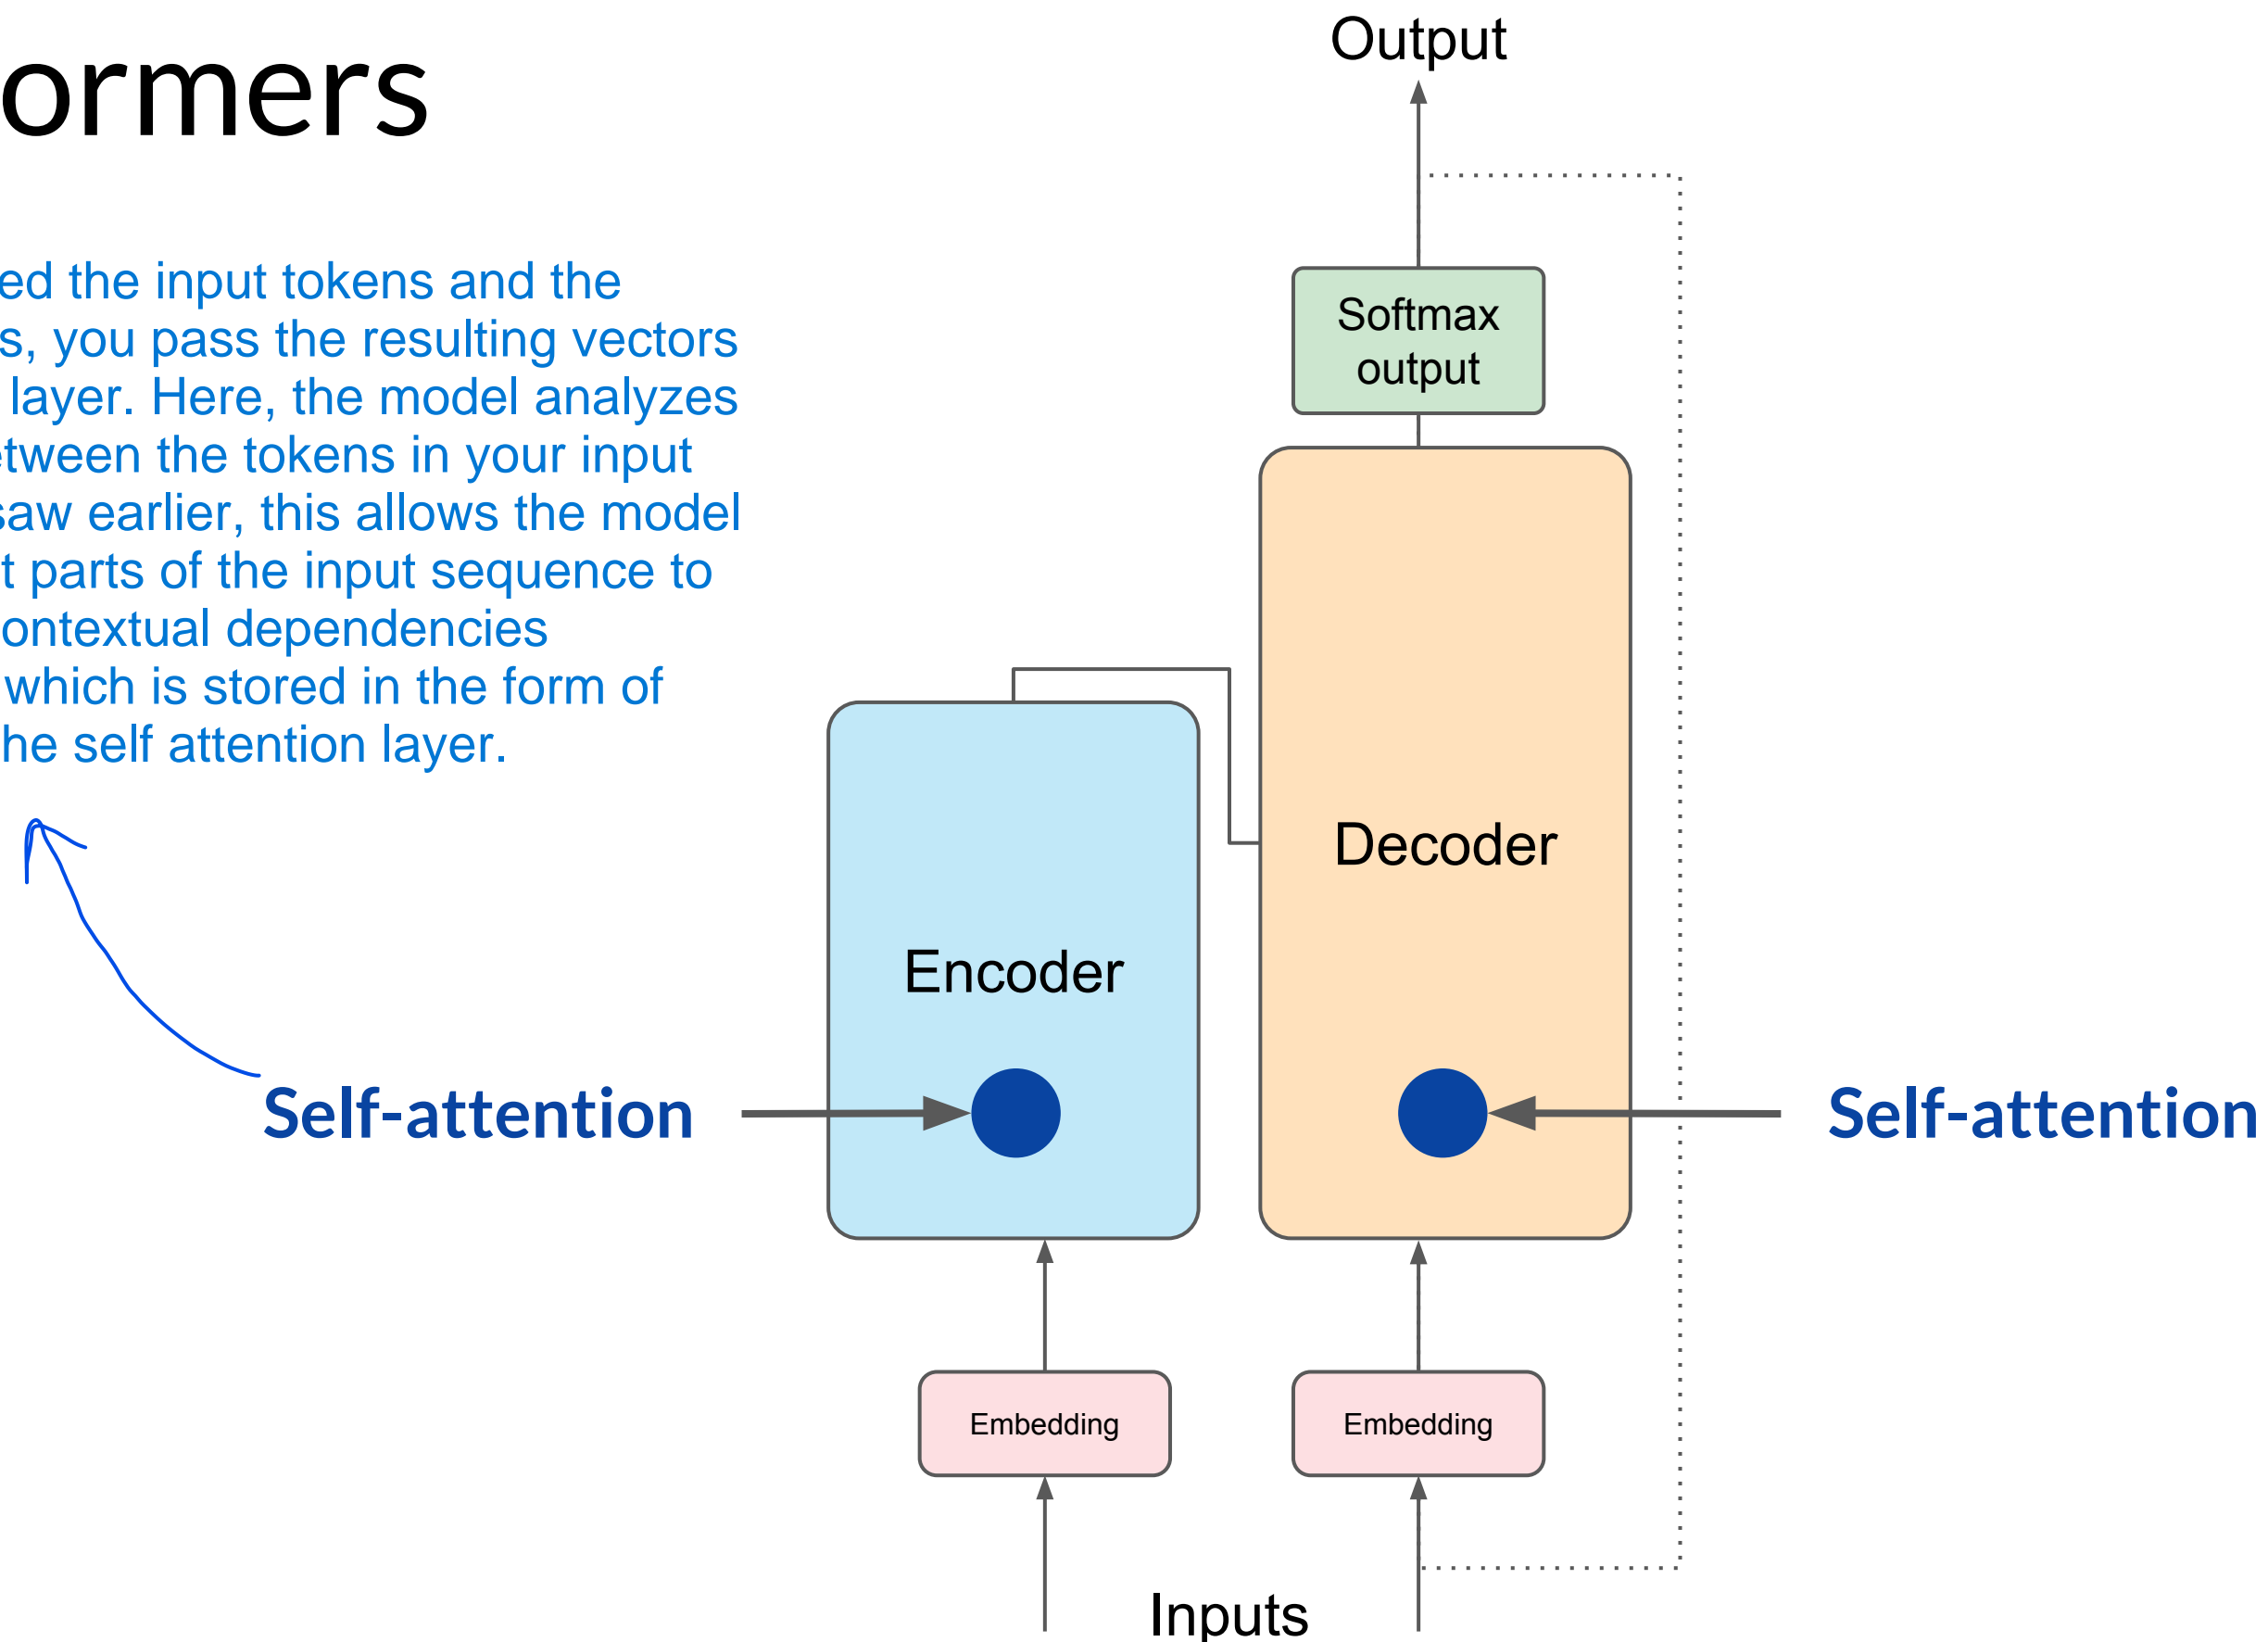 ormers
ed the input tokens and the
s, you pass the resulting vectors
layer. Here, the model analyzes
tween the tokens in your input
saw earlier, this allows the model
t parts of the input sequence to
ontextual dependencies
which is stored in the form of
he self attention layer.
Output
Softmax
output
Decoder
Encoder
Self-attention
Self-attention
Embedding
Embedding
Inputs